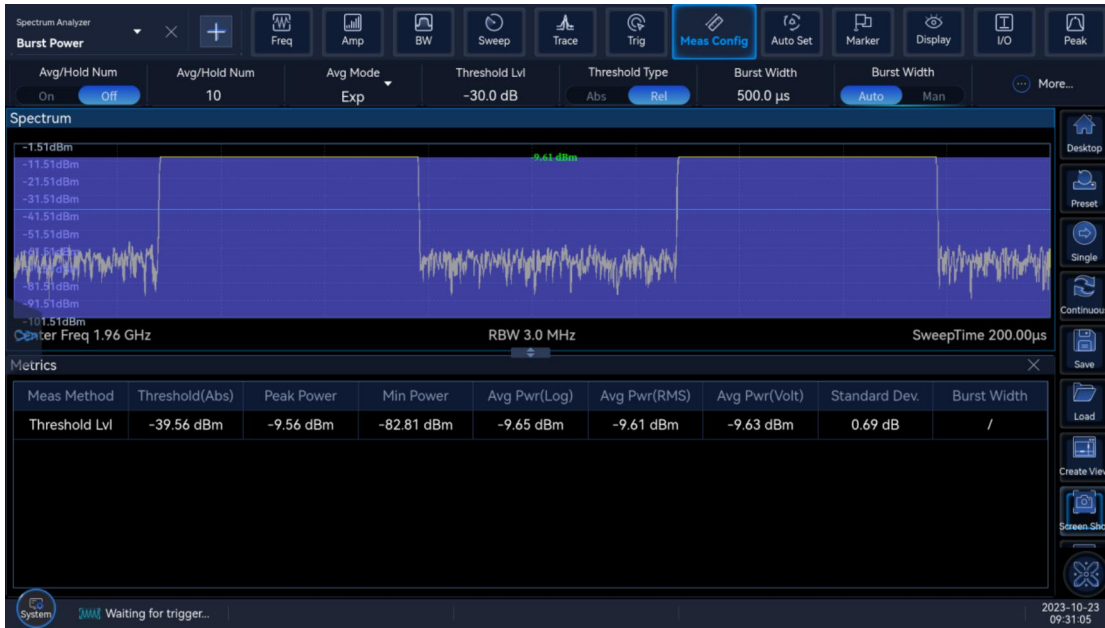 Spectrum Analyzer
Burst Power
Freq
Amp
BW
Sweep
Trace
Trig
Meas Config
Auto Set
Marker
Display
I/O
Peak
Avg/Hold Num
On Off
Avg/Hold Num
10
Avg Mode
Exp
Threshold Lvl
-30.0 dB
Threshold Type
Abs Rel
Burst Width
500.0 µs
Burst Width
Auto Man
More...
Spectrum
-1.51dBm
-11.51dBm
-21.51dBm
-31.51dBm
-41.51dBm
-51.51dBm
-81.51dBm
-91.51dBm
-101.51dBm
-9.61 dBm
Center Freq 1.96 GHz
RBW 3.0 MHz
SweepTime 200.00µs
Metrics
Meas Method Threshold(Abs) Peak Power Min Power Avg Pwr(Log) Avg Pwr(RMS) Avg Pwr(Volt) Standard Dev. Burst Width
Threshold Lvl -39.56 dBm -9.56 dBm -82.81 dBm -9.65 dBm -9.61 dBm -9.63 dBm 0.69 dB /
Desktop
Preset
Single
Continuou
Save
Load
Create Viev
Screen Sho
System
Waiting for trigger...
2023-10-23
09:31:05